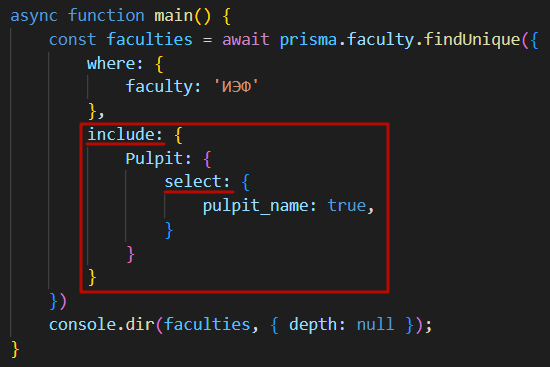 async function main() {
    const faculties = await prisma.faculty.findUnique({
        where: {
            faculty: 'ИЭФ'
        },
        include: {
            Pulpit: {
                select: {
                    pulpit_name: true,
                }
            }
        }
    })
    console.dir(faculties, { depth: null });
}